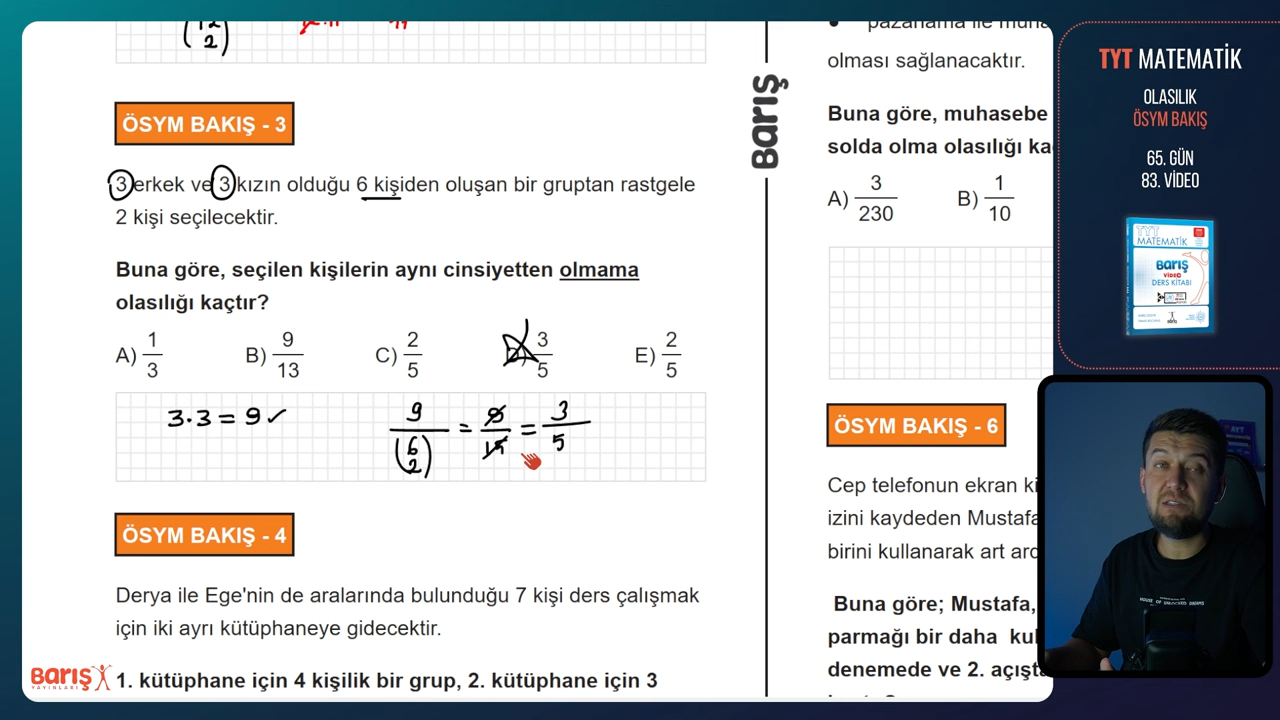 (12 2)
ÖSYM BAKIŞ - 3
3 erkek ve 3 kızın olduğu 6 kişiden oluşan bir gruptan rastgele
2 kişi seçilecektir.
Buna göre, seçilen kişilerin aynı cinsiyetten olmama
olasılığı kaçtır?
A) 1/3 B) 9/13 C) 2/5 D) 3/5 E) 2/5
3·3 = 9 ✓ 9/(6 2) = 9/15 = 3/5
ÖSYM BAKIŞ - 4
Derya ile Ege'nin de aralarında bulunduğu 7 kişi ders çalışmak
için iki ayrı kütüphaneye gidecektir.
1. kütüphane için 4 kişilik bir grup, 2. kütüphane için 3
BARIŞ
YAYINLARI
Barış
olması sağlanacaktır.
Buna göre, muhasebe
solda olma olasılığı ka
A) 3/230 B) 1/10
ÖSYM BAKIŞ - 6
Cep telefonun ekran ki
izini kaydeden Mustafa
birini kullanarak art ard
Buna göre; Mustafa,
parmağı bir daha kul
denemede ve 2. açışta
TYT MATEMATİK
OLASILIK
ÖSYM BAKIŞ
65. GÜN
83. VİDEO
TYT
MATEMATİK
Barış
VİDEO
DERS KİTABI